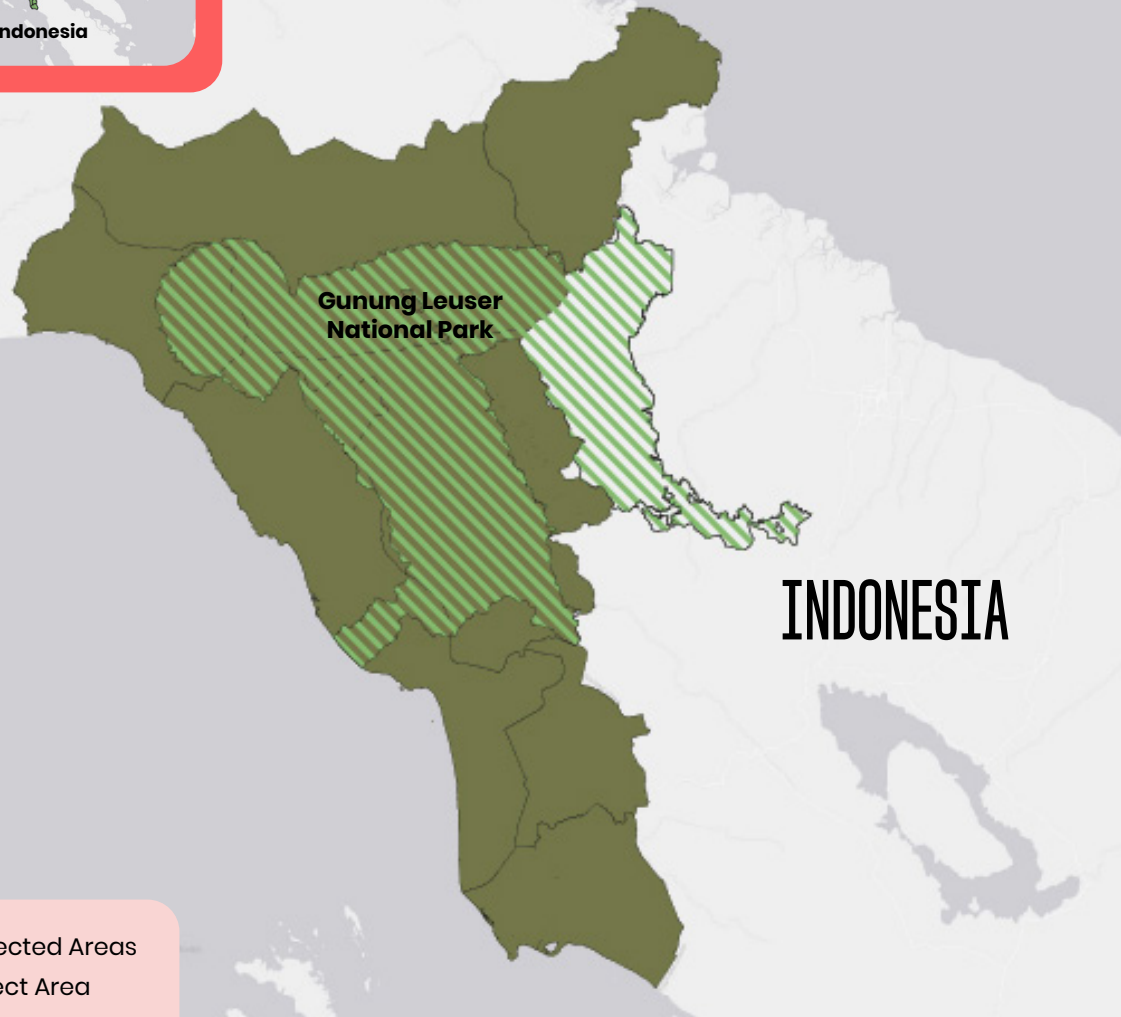 ndonesia
Gunung Leuser
National Park
INDONESIA
ected Areas
ect Area